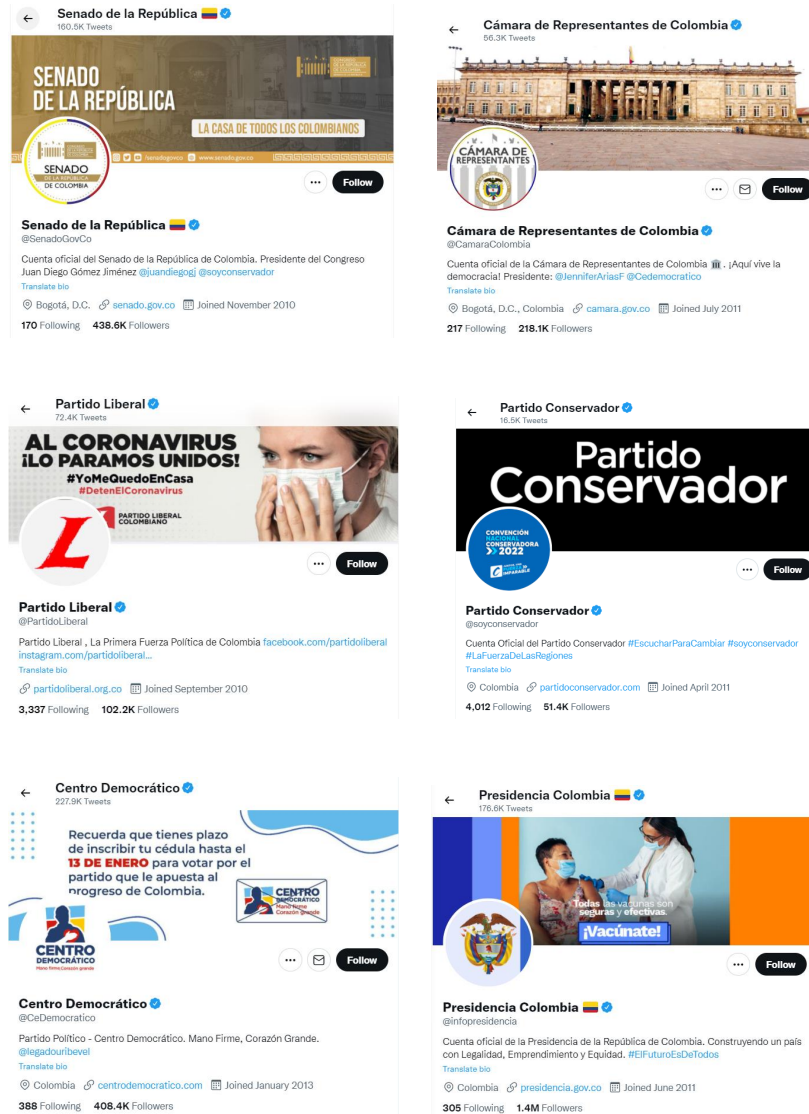 Senado de la República 🇨🇴
160.5K Tweets
SENADO
DE LA REPÚBLICA
LA CASA DE TODOS LOS COLOMBIANOS
/senadogovco www.senado.gov.co
SENADO
DE LA REPÚBLICA
DE COLOMBIA
Follow
Senado de la República 🇨🇴
@SenadoGovCo
Cuenta oficial del Senado de la República de Colombia. Presidente del Congreso
Juan Diego Gómez Jiménez @juandiegogj @soyconservador
Translate bio
Bogotá, D.C. senado.gov.co Joined November 2010
170 Following 438.6K Followers
Cámara de Representantes de Colombia
56.3K Tweets
CÁMARA DE
REPRESENTANTES
Follow
Cámara de Representantes de Colombia
@CamaraColombia
Cuenta oficial de la Cámara de Representantes de Colombia 🏛. ¡Aquí vive la
democracia! Presidente: @JenniferAriasF @Cedemocratico
Translate bio
Bogotá, D.C., Colombia camara.gov.co Joined July 2011
217 Following 218.1K Followers
Partido Liberal
72.4K Tweets
AL CORONAVIRUS
¡LO PARAMOS UNIDOS!
#YoMeQuedoEnCasa
#DetenElCoronavirus
PARTIDO LIBERAL
COLOMBIANO
L
Follow
Partido Liberal
@PartidoLiberal
Partido Liberal , La Primera Fuerza Política de Colombia facebook.com/partidoliberal
instagram.com/partidoliberal...
Translate bio
partidoliberal.org.co Joined September 2010
3,337 Following 102.2K Followers
Partido Conservador
16.5K Tweets
Partido
Conservador
CONVENCIÓN
NACIONAL
CONSERVADORA
2022
IMPARABLE
Follow
Partido Conservador
@soyconservador
Cuenta Oficial del Partido Conservador #EscucharParaCambiar #soyconservador
#LaFuerzaDeLasRegiones
Translate bio
Colombia partidoconservador.com Joined April 2011
4,012 Following 51.4K Followers
Centro Democrático
227.9K Tweets
Recuerda que tienes plazo
de inscribir tu cédula hasta el
13 DE ENERO para votar por el
partido que le apuesta al
progreso de Colombia.
CENTRO
DEMOCRÁTICO
Mano firme
Corazón grande
CENTRO
DEMOCRÁTICO
Mano firme Corazón grande
Follow
Centro Democrático
@CeDemocratico
Partido Político - Centro Democrático. Mano Firme, Corazón Grande.
@legadouribevel
Translate bio
Colombia centrodemocratico.com Joined January 2013
388 Following 408.4K Followers
Presidencia Colombia 🇨🇴
176.6K Tweets
Todas las vacunas son
seguras y efectivas.
¡Vacúnate!
Follow
Presidencia Colombia 🇨🇴
@infopresidencia
Cuenta oficial de la Presidencia de la República de Colombia. Construyendo un país
con Legalidad, Emprendimiento y Equidad. #ElFuturoEsDeTodos
Translate bio
Colombia presidencia.gov.co Joined June 2011
305 Following 1.4M Followers